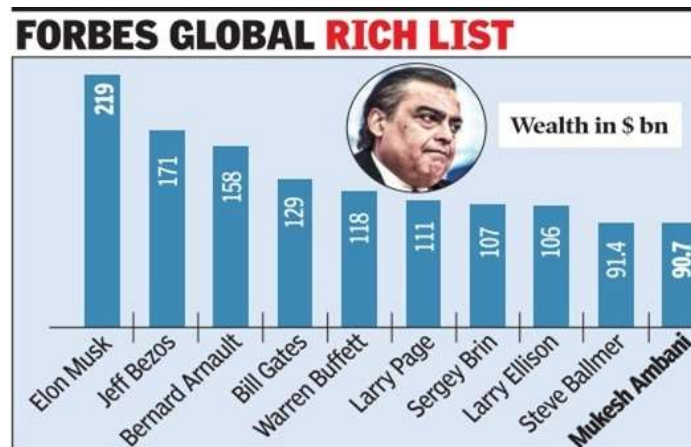 FORBES GLOBAL RICH LIST
Wealth in $ bn
219
171
158
129
118
111
107
106
91.4
90.7
Elon Musk
Jeff Bezos
Bernard Arnault
Bill Gates
Warren Buffett
Larry Page
Sergey Brin
Larry Ellison
Steve Ballmer
Mukesh Ambani